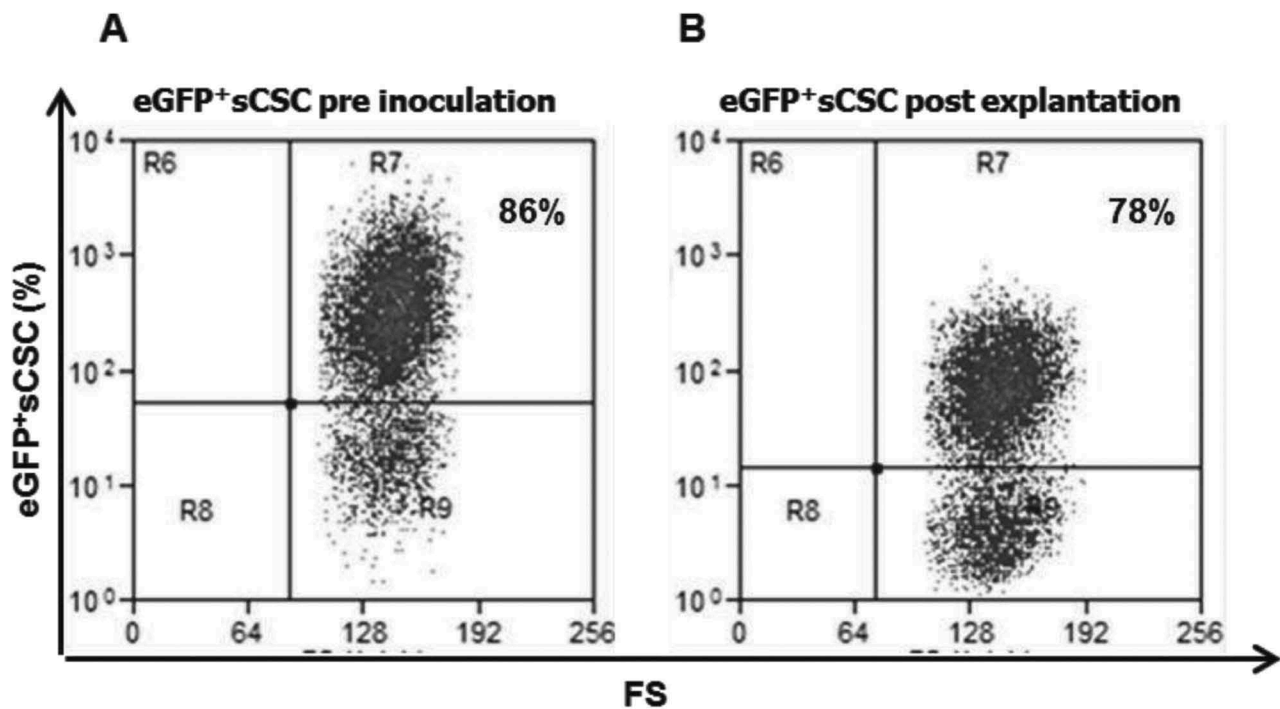 A
B
eGFP⁺sCSC pre inoculation
eGFP⁺sCSC post explantation
eGFP⁺sCSC (%)
10⁴
R6
R7
86%
10³
10²
10¹
R8
R9
10⁰
0 64 128 192 256
10⁴
R6
R7
78%
10³
10²
10¹
R8
R9
10⁰
0 64 128 192 256
FS